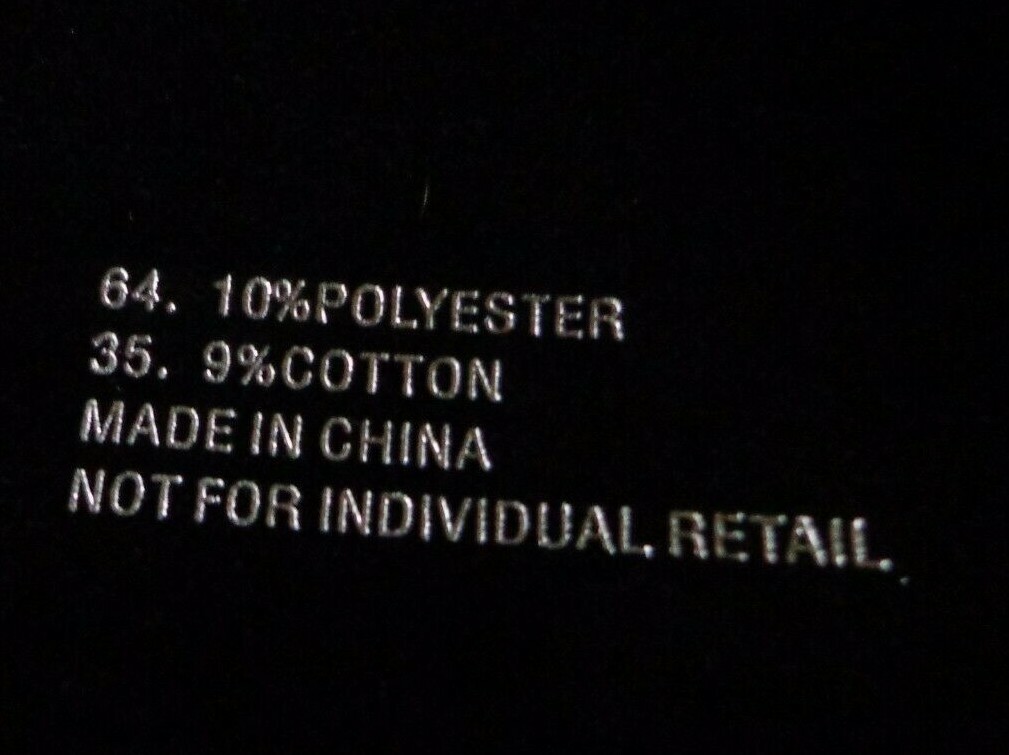 64. 10%POLYESTER
35. 9%COTTON
MADE IN CHINA
NOT FOR INDIVIDUAL RETAIL.